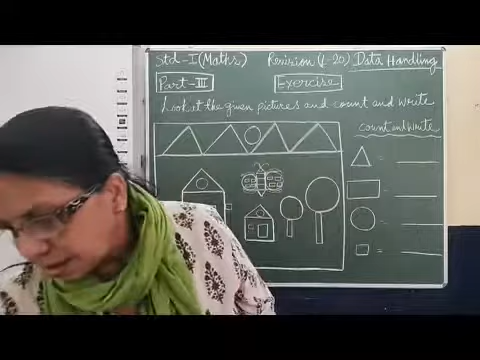 Std-I (Maths) Revision (L-20) Data Handling
Part-III Exercise
Look at the given pictures and count and write
count and write